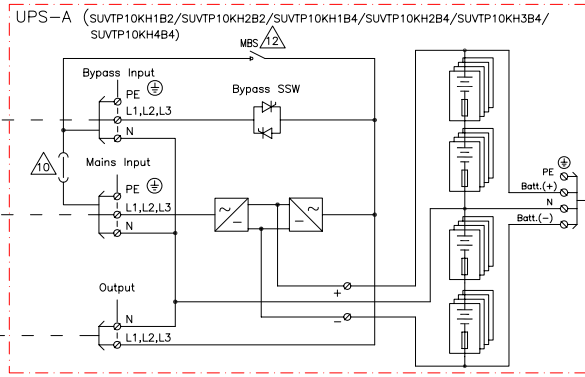 UPS-A (SUVTP10KH1B2/SUVTP10KH2B2/SUVTP10KH1B4/SUVTP10KH2B4/SUVTP10KH3B4/
SUVTP10KH4B4)
MBS 12
Bypass Input
PE
L1,L2,L3
N
Bypass SSW
10
Mains Input
PE
L1,L2,L3
N
PE
Batt.(+)
N
Batt.(-)
+
-
Output
N
L1,L2,L3